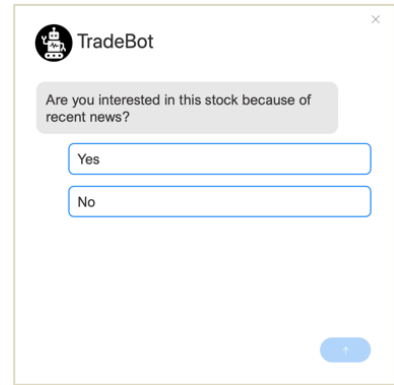 TradeBot
Are you interested in this stock because of
recent news?
Yes
No